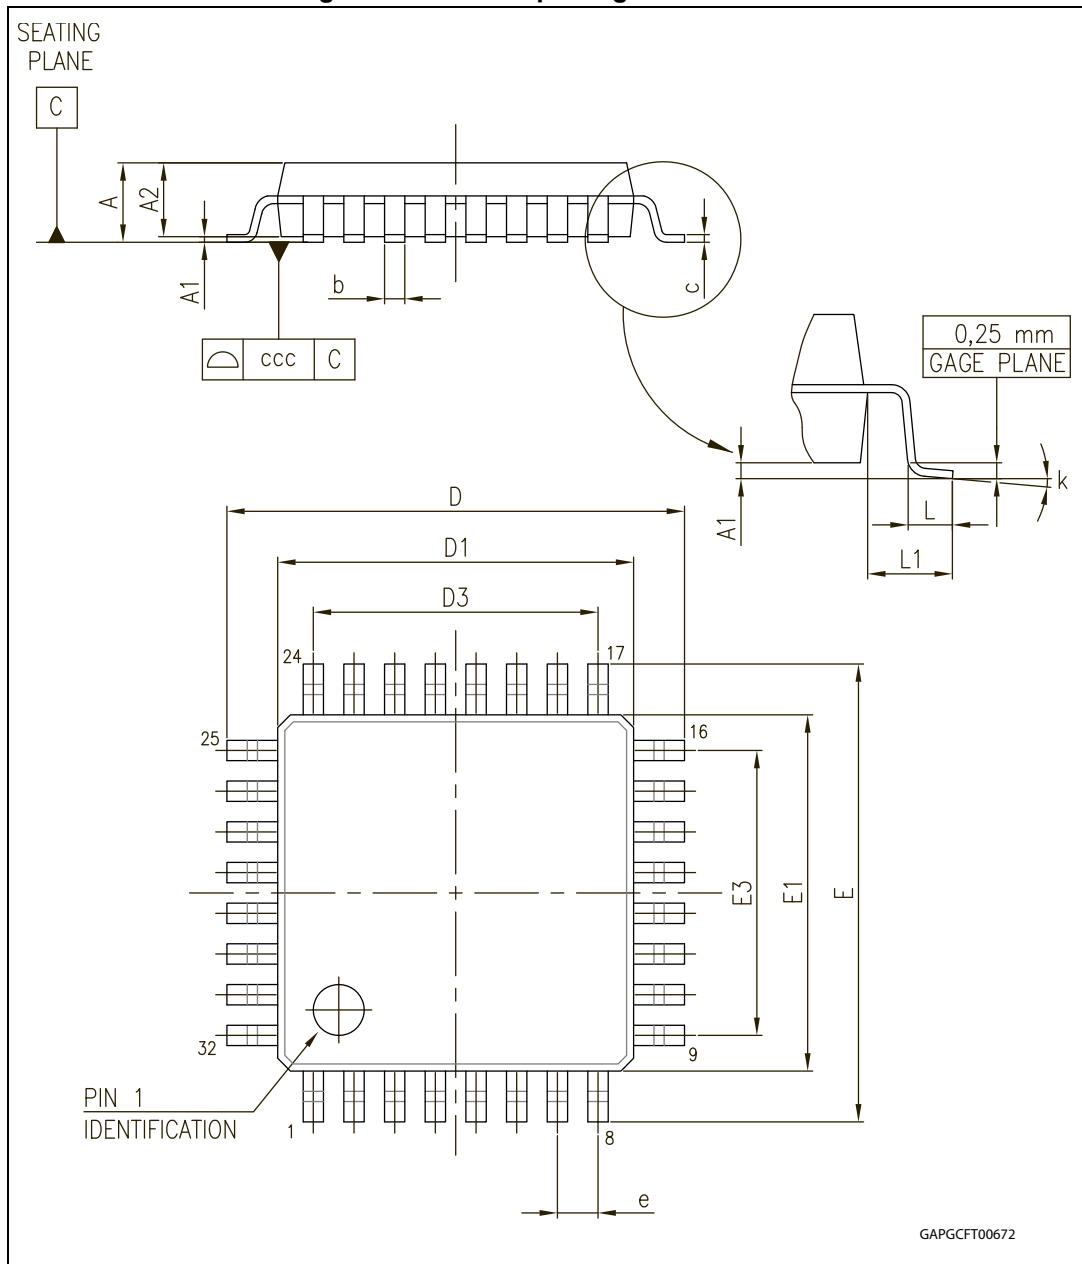 SEATING
PLANE
C
A
A2
A1
b
c
ccc C
0,25 mm
GAGE PLANE
k
A1
L
L1
D
D1
D3
24
17
25
16
E3
E1
E
32
9
PIN 1
IDENTIFICATION
1
8
e
GAPGCFT00672